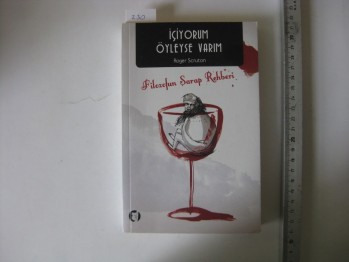 İÇİYORUM
ÖYLEYSE VARIM
Roger Scruton
Filozofun Şarap Rehberi